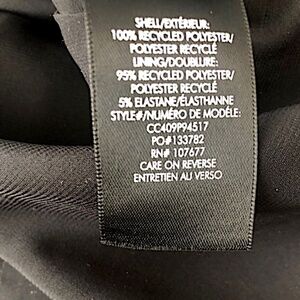 SHELL/EXTÉRIEUR:
100% RECYCLED POLYESTER/
POLYESTER RECYCLÉ
LINING/DOUBLURE:
95% RECYCLED POLYESTER/
POLYESTER RECYCLÉ
5% ELASTANE/ÉLASTHANNE
STYLE#/NUMÉRO DE MODÈLE:
CC409P94517
PO#133782
RN# 107677
CARE ON REVERSE
ENTRETIEN AU VERSO